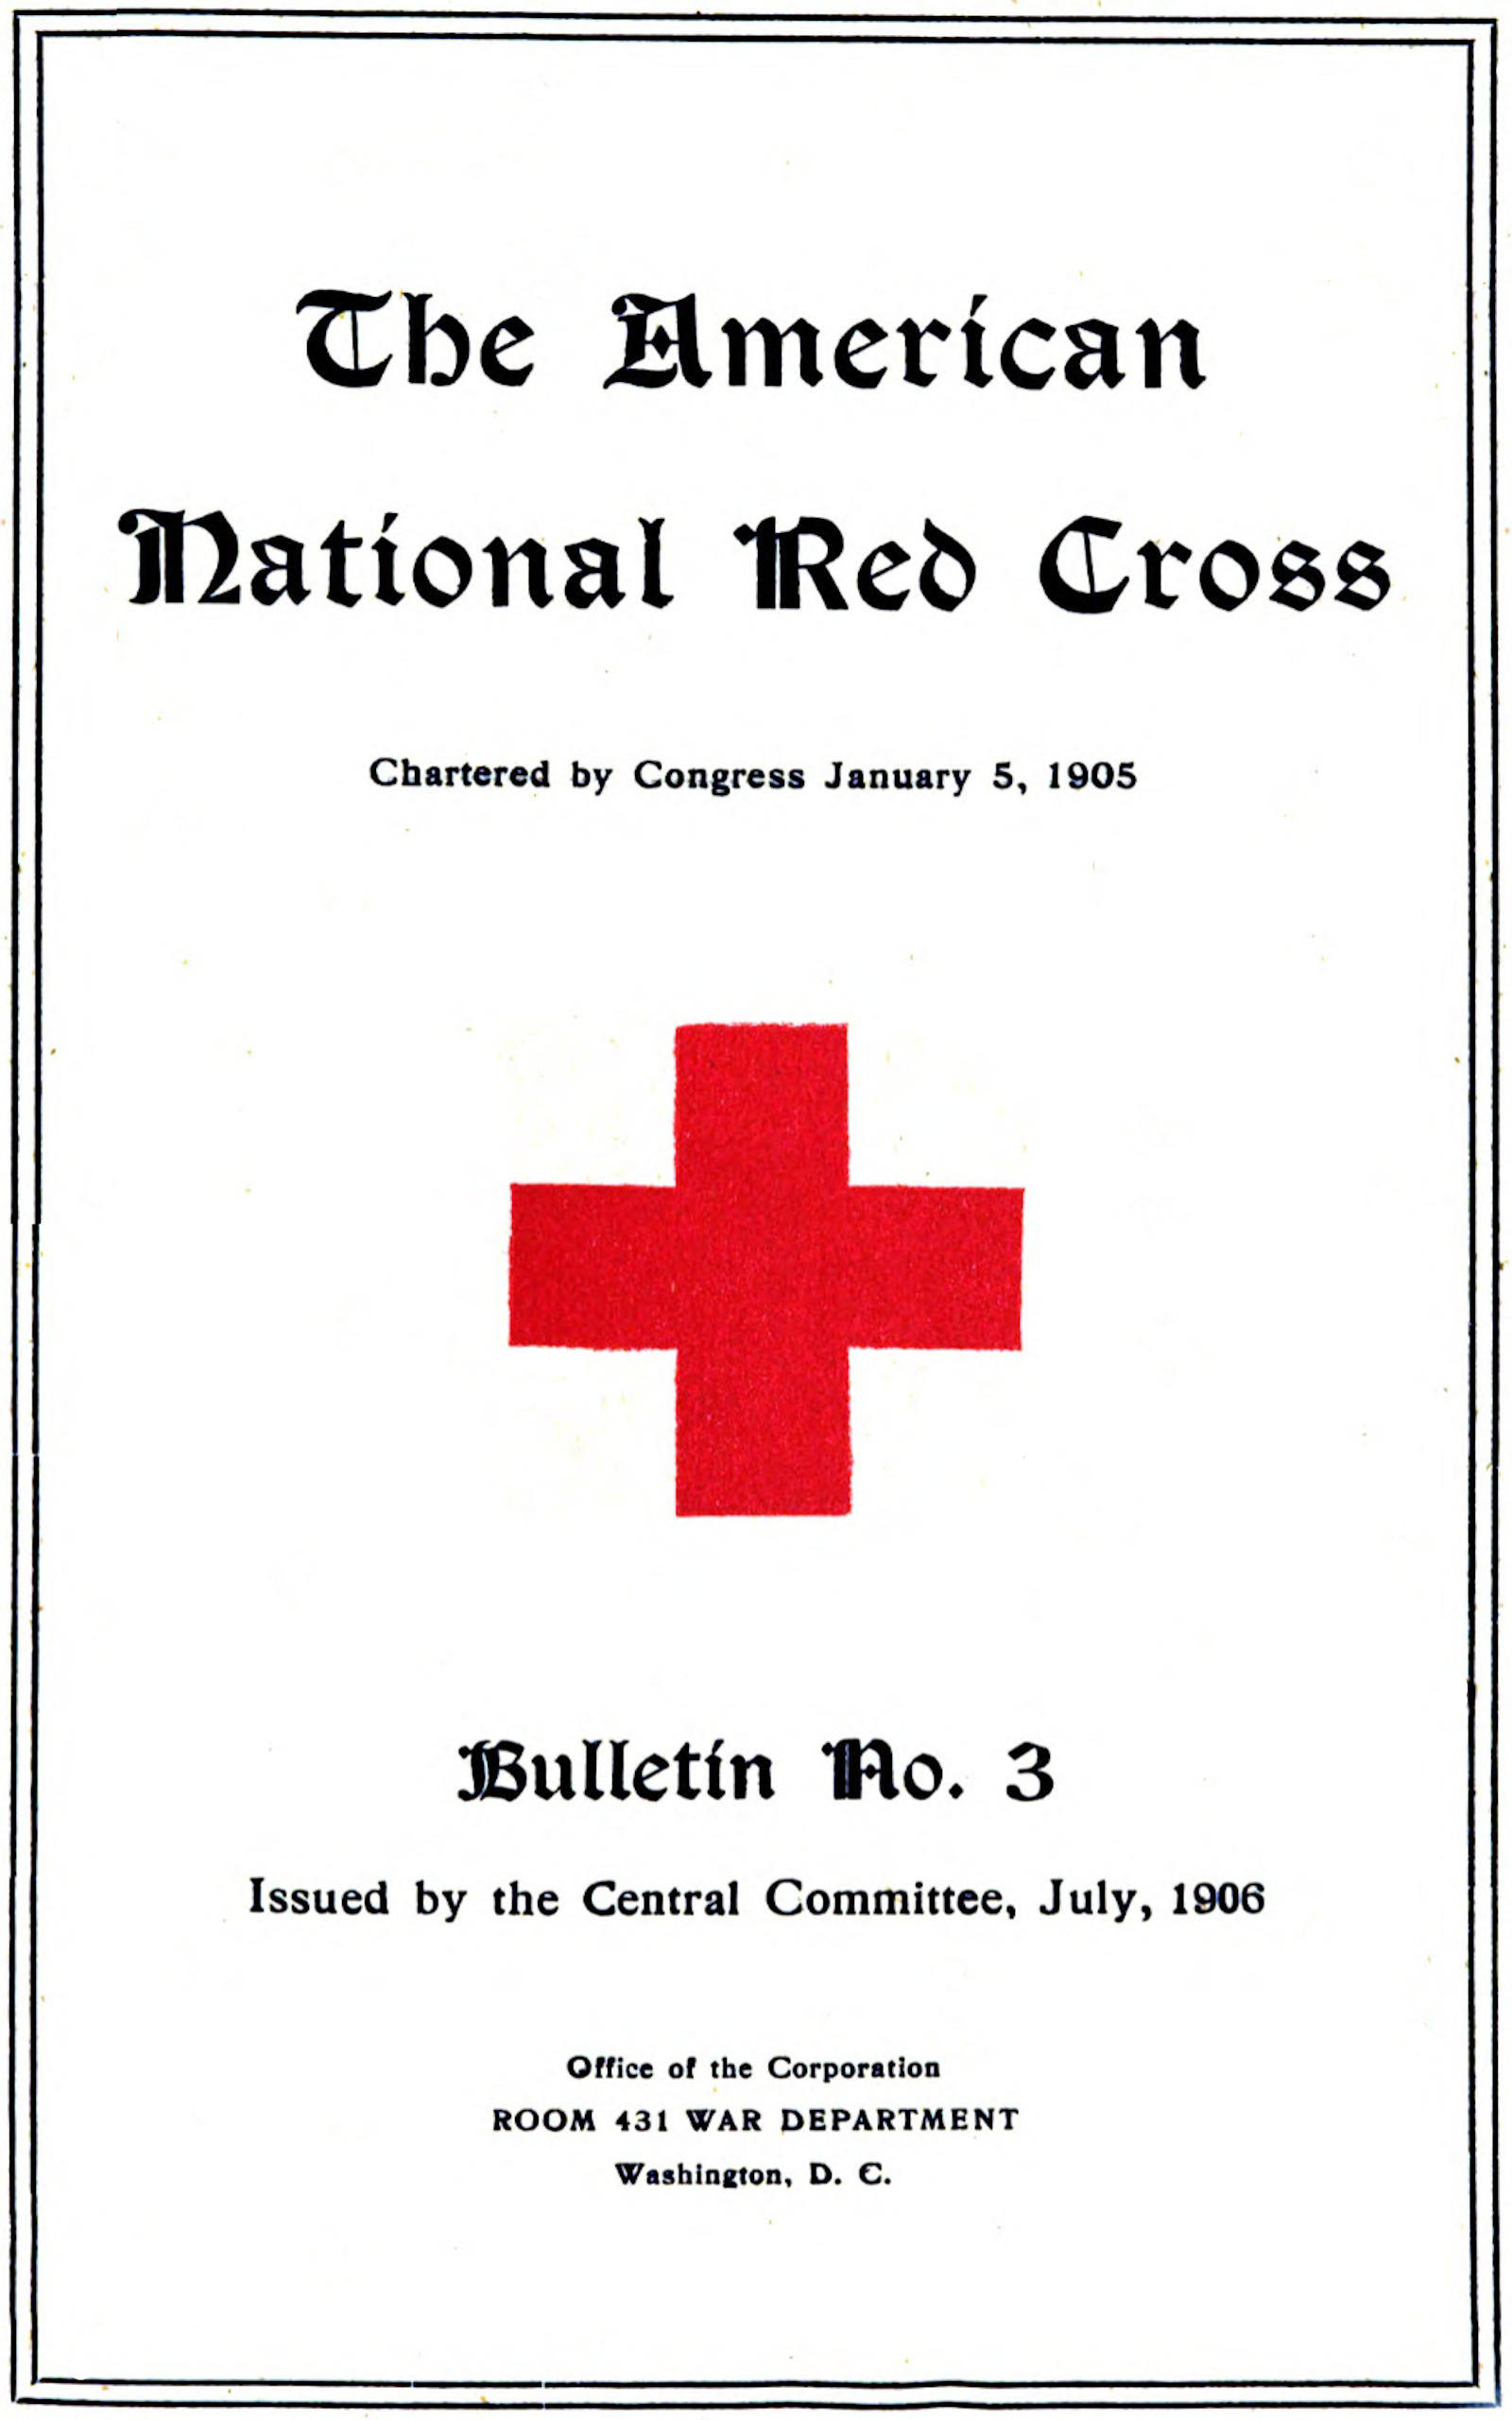 The American
National Red Cross
Chartered by Congress January 5, 1905
Bulletin No. 3
Issued by the Central Committee, July, 1906
Office of the Corporation
ROOM 431 WAR DEPARTMENT
Washington, D. C.